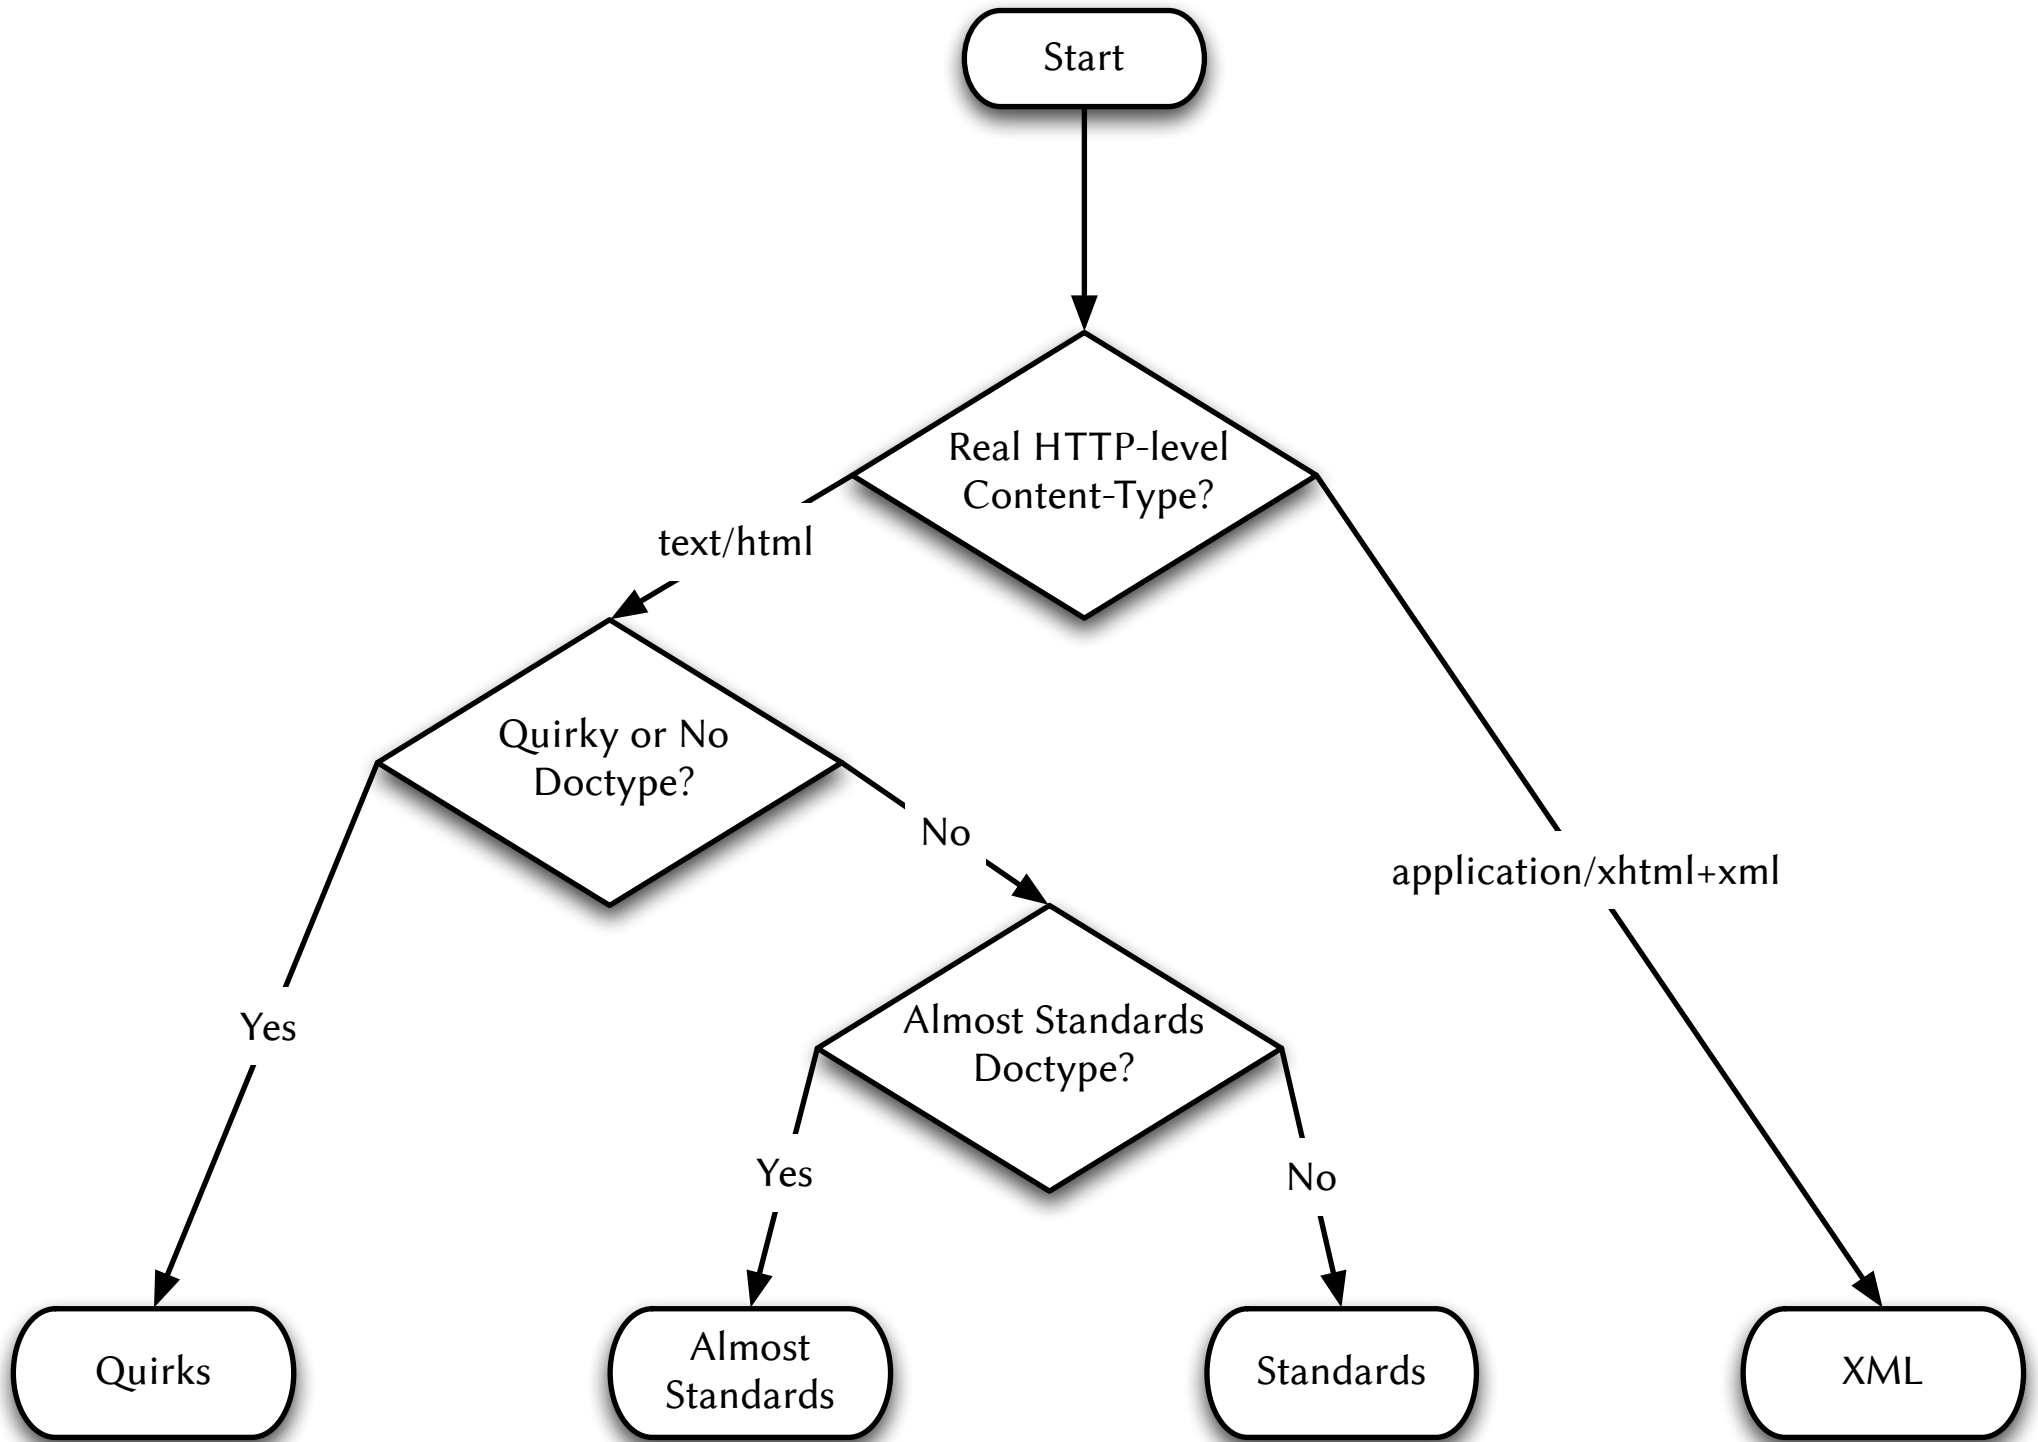 Start
Real HTTP-level
Content-Type?
text/html
Quirky or No
Doctype?
No
application/xhtml+xml
Yes
Almost Standards
Doctype?
Yes
No
Quirks
Almost
Standards
Standards
XML